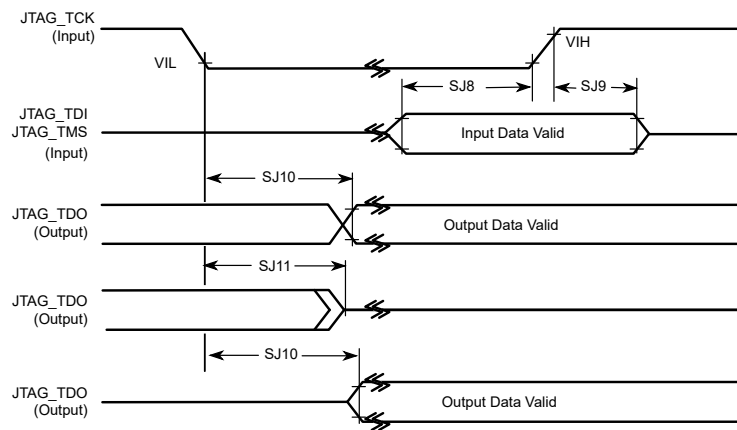 JTAG_TCK
(Input)
VIL
VIH
SJ8
SJ9
JTAG_TDI
JTAG_TMS
(Input)
Input Data Valid
SJ10
JTAG_TDO
(Output)
Output Data Valid
SJ11
JTAG_TDO
(Output)
SJ10
JTAG_TDO
(Output)
Output Data Valid